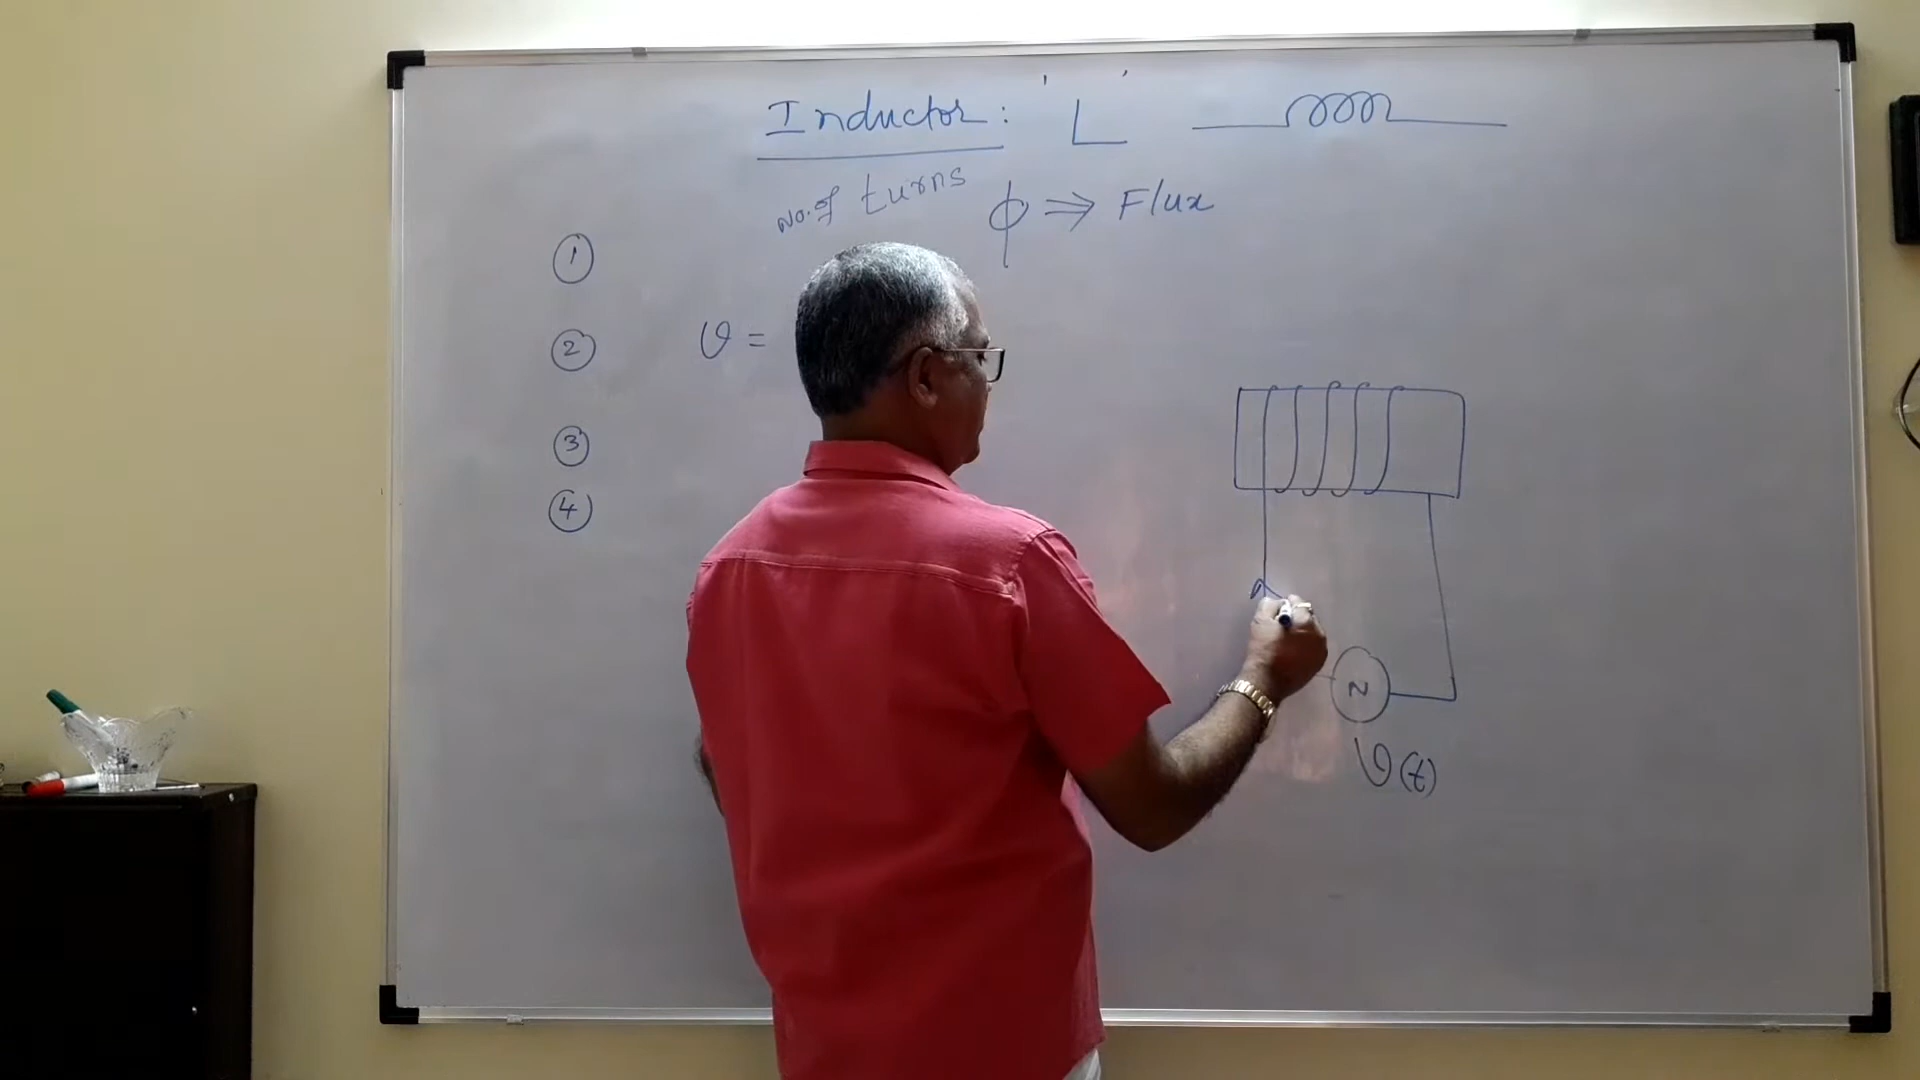 Inductor : 'L'
No. of turns
ϕ ⇒ Flux
1
2 v =
3
4
~
v(t)